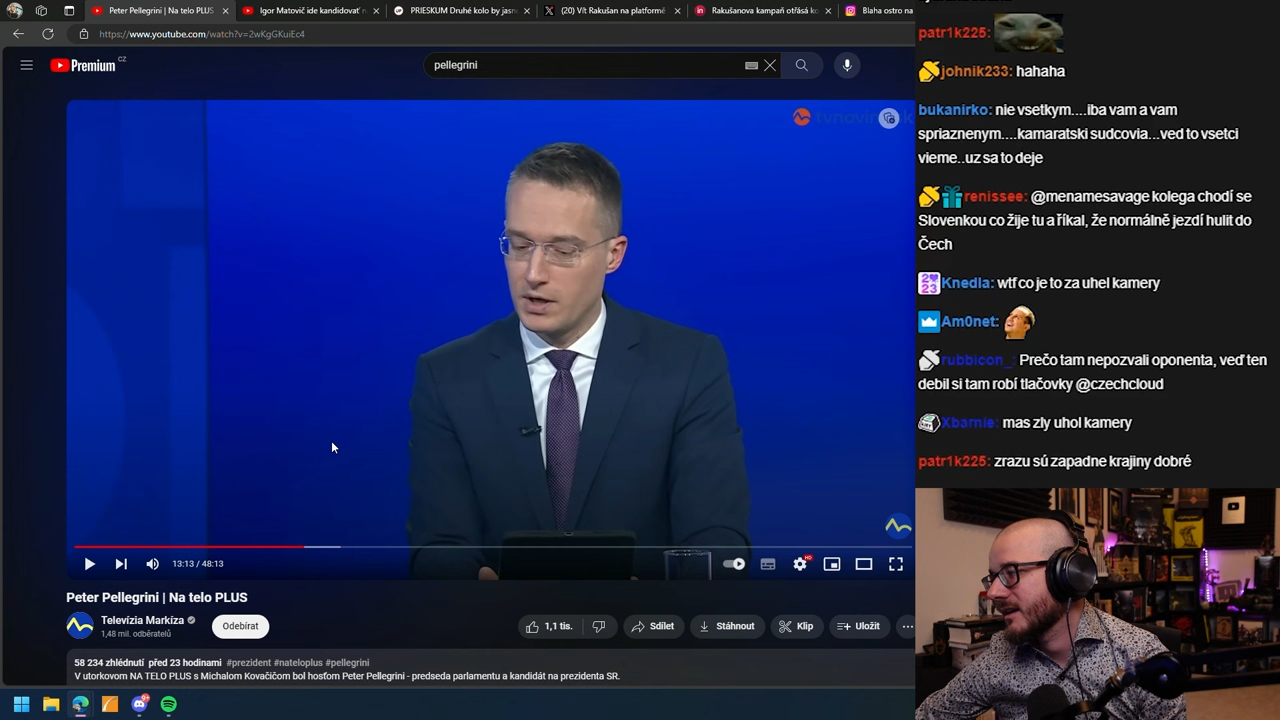 Peter Pellegrini | Na telo PLUS
Igor Matovič ide kandidovať n
PRIESKUM Druhé kolo by jasn
(20) Vít Rakušan na platformě
Rakušanova kampaň otřásá ko
Blaha ostro na
https://www.youtube.com/watch?v=2wKgGKuiEc4
Premium CZ
pellegrini
13:13 / 48:13
HD
Peter Pellegrini | Na telo PLUS
Televízia Markíza
1,48 mil. odběratelů
Odebírat
1,1 tis.
Sdílet
Stáhnout
Klip
Uložit
58 234 zhlédnutí před 23 hodinami #prezident #nateloplus #pellegrini
V utorkovom NA TELO PLUS s Michalom Kovačičom bol hosťom Peter Pellegrini - predseda parlamentu a kandidát na prezidenta SR.
patr1k225:
johnik233: hahaha
bukanirko: nie vsetkym....iba vam a vam
spriaznenym....kamaratski sudcovia...ved to vsetci
vieme..uz sa to deje
renissee: @menamesavage kolega chodí se
Slovenkou co žije tu a říkal, že normálně jezdí hulit do
Čech
2023
Knedla: wtf co je to za uhel kamery
Am0net:
rubbicon_: Prečo tam nepozvali oponenta, veď ten
debil si tam robí tlačovky @czechcloud
Xbarnie: mas zly uhol kamery
patr1k225: zrazu sú zapadne krajiny dobré